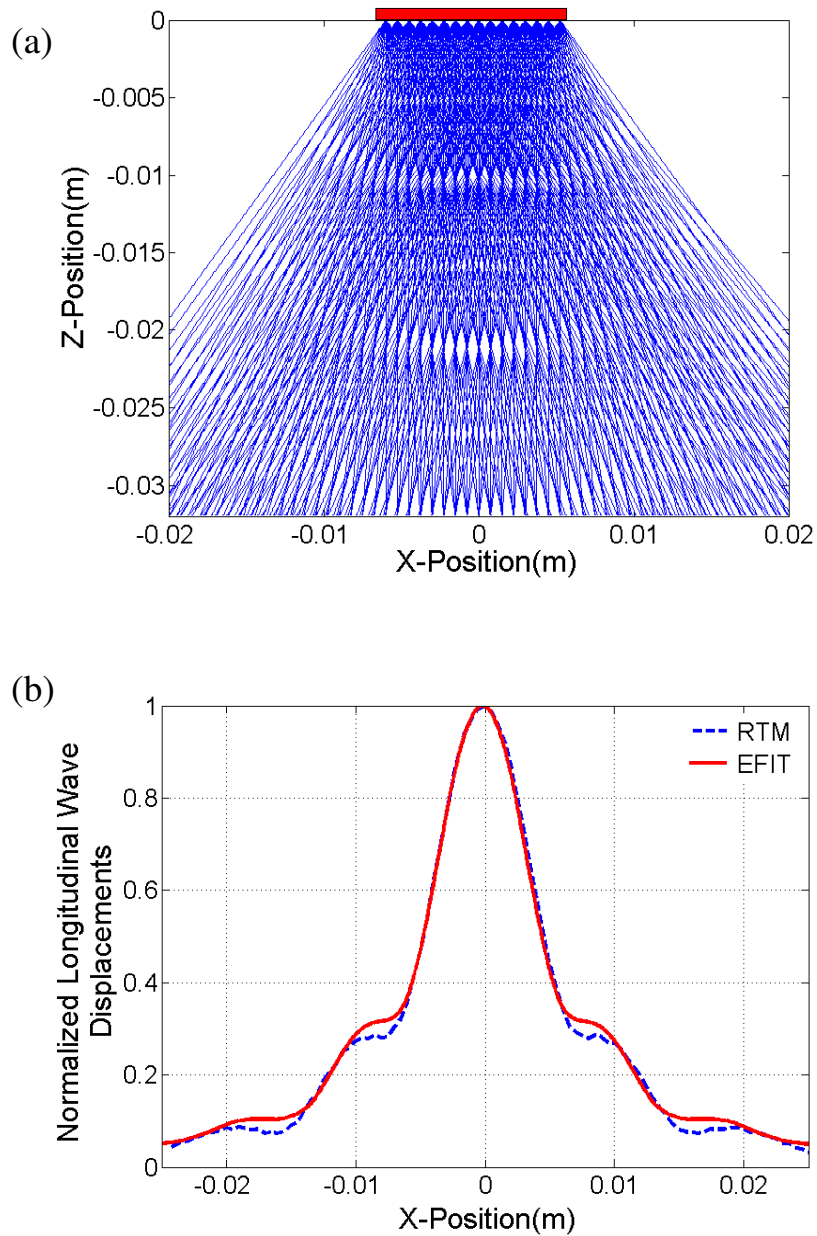 (a)
0
-0.005
-0.01
-0.015
-0.02
-0.025
-0.03
Z-Position(m)
-0.02 -0.01 0 0.01 0.02
X-Position(m)
(b)
1
0.8
0.6
0.4
0.2
0
Normalized Longitudinal Wave
Displacements
RTM
EFIT
-0.02 -0.01 0 0.01 0.02
X-Position(m)